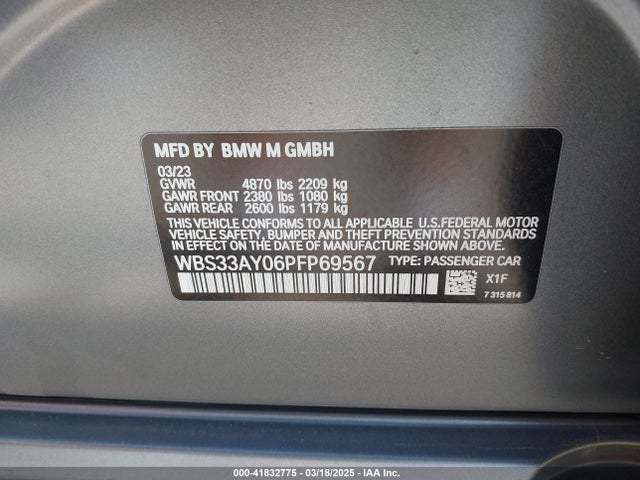 MFD BY BMW M GMBH
03/23
GVWR 4870 lbs 2209 kg
GAWR FRONT 2380 lbs 1080 kg
GAWR REAR 2600 lbs 1179 kg
THIS VEHICLE CONFORMS TO ALL APPLICABLE U.S.FEDERAL MOTOR
VEHICLE SAFETY, BUMPER AND THEFT PREVENTION STANDARDS
IN EFFECT ON THE DATE OF MANUFACTURE SHOWN ABOVE.
WBS33AY06PFP69567 TYPE: PASSENGER CAR
X1F
7315814
000-41832775 — 03/18/2025 — IAA Inc.